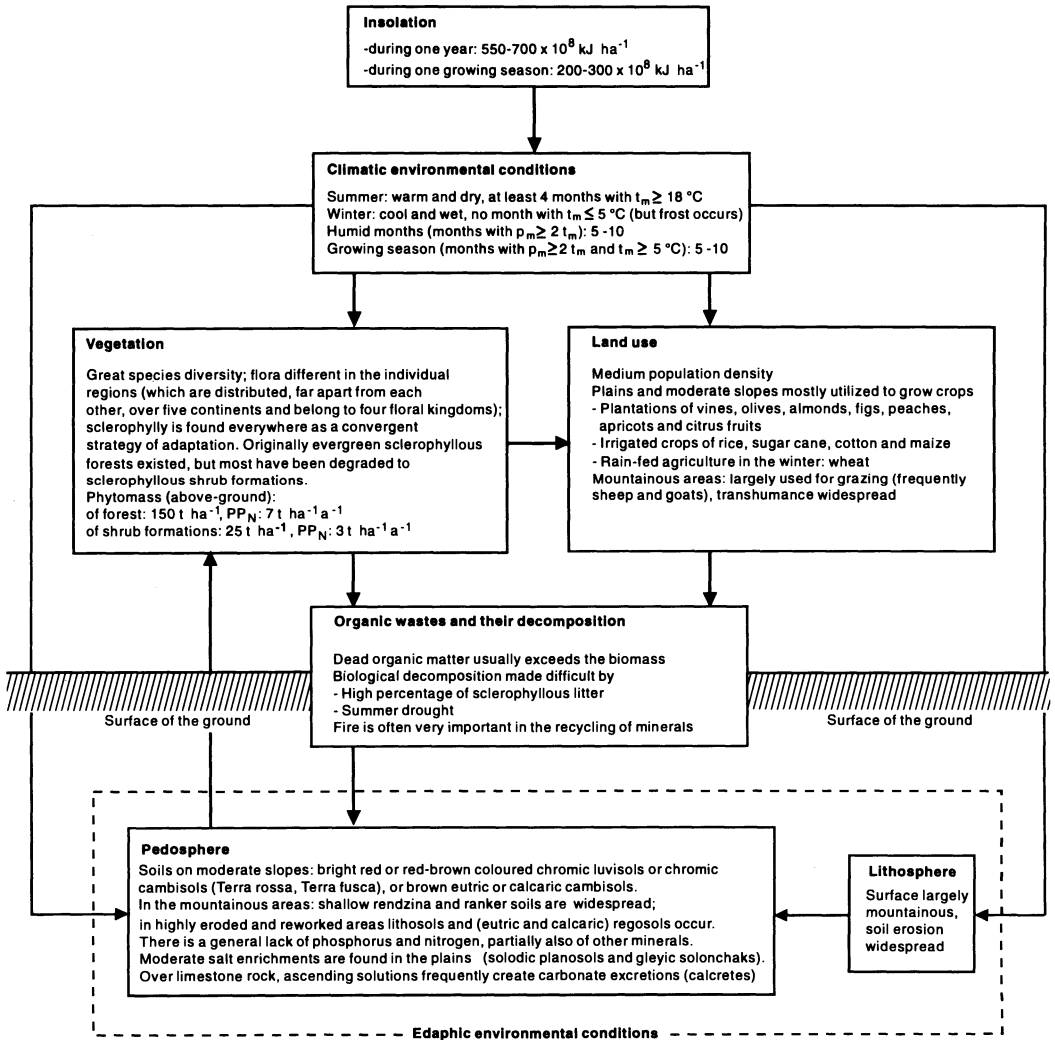 Insolation
-during one year: 550-700 x 10⁸ kJ ha⁻¹
-during one growing season: 200-300 x 10⁸ kJ ha⁻¹
Climatic environmental conditions
Summer: warm and dry, at least 4 months with tₘ ≥ 18 °C
Winter: cool and wet, no month with tₘ ≤ 5 °C (but frost occurs)
Humid months (months with pₘ ≥ 2 tₘ): 5 -10
Growing season (months with pₘ≥2 tₘ and tₘ ≥ 5 °C): 5 -10
Vegetation
Great species diversity; flora different in the individual
regions (which are distributed, far apart from each
other, over five continents and belong to four floral kingdoms);
sclerophylly is found everywhere as a convergent
strategy of adaptation. Originally evergreen sclerophyllous
forests existed, but most have been degraded to
sclerophyllous shrub formations.
Phytomass (above-ground):
of forest: 150 t ha⁻¹, PP_N: 7 t ha⁻¹ a⁻¹
of shrub formations: 25 t ha⁻¹, PP_N: 3 t ha⁻¹ a⁻¹
Land use
Medium population density
Plains and moderate slopes mostly utilized to grow crops
- Plantations of vines, olives, almonds, figs, peaches,
apricots and citrus fruits
- Irrigated crops of rice, sugar cane, cotton and maize
- Rain-fed agriculture in the winter: wheat
Mountainous areas: largely used for grazing (frequently
sheep and goats), transhumance widespread
Organic wastes and their decomposition
Dead organic matter usually exceeds the biomass
Biological decomposition made difficult by
- High percentage of sclerophyllous litter
- Summer drought
Fire is often very important in the recycling of minerals
Surface of the ground
Surface of the ground
Pedosphere
Soils on moderate slopes: bright red or red-brown coloured chromic luvisols or chromic
cambisols (Terra rossa, Terra fusca), or brown eutric or calcaric cambisols.
In the mountainous areas: shallow rendzina and ranker soils are widespread;
in highly eroded and reworked areas lithosols and (eutric and calcaric) regosols occur.
There is a general lack of phosphorus and nitrogen, partially also of other minerals.
Moderate salt enrichments are found in the plains (solodic planosols and gleyic solonchaks).
Over limestone rock, ascending solutions frequently create carbonate excretions (calcretes)
Lithosphere
Surface largely
mountainous,
soil erosion
widespread
Edaphic environmental conditions